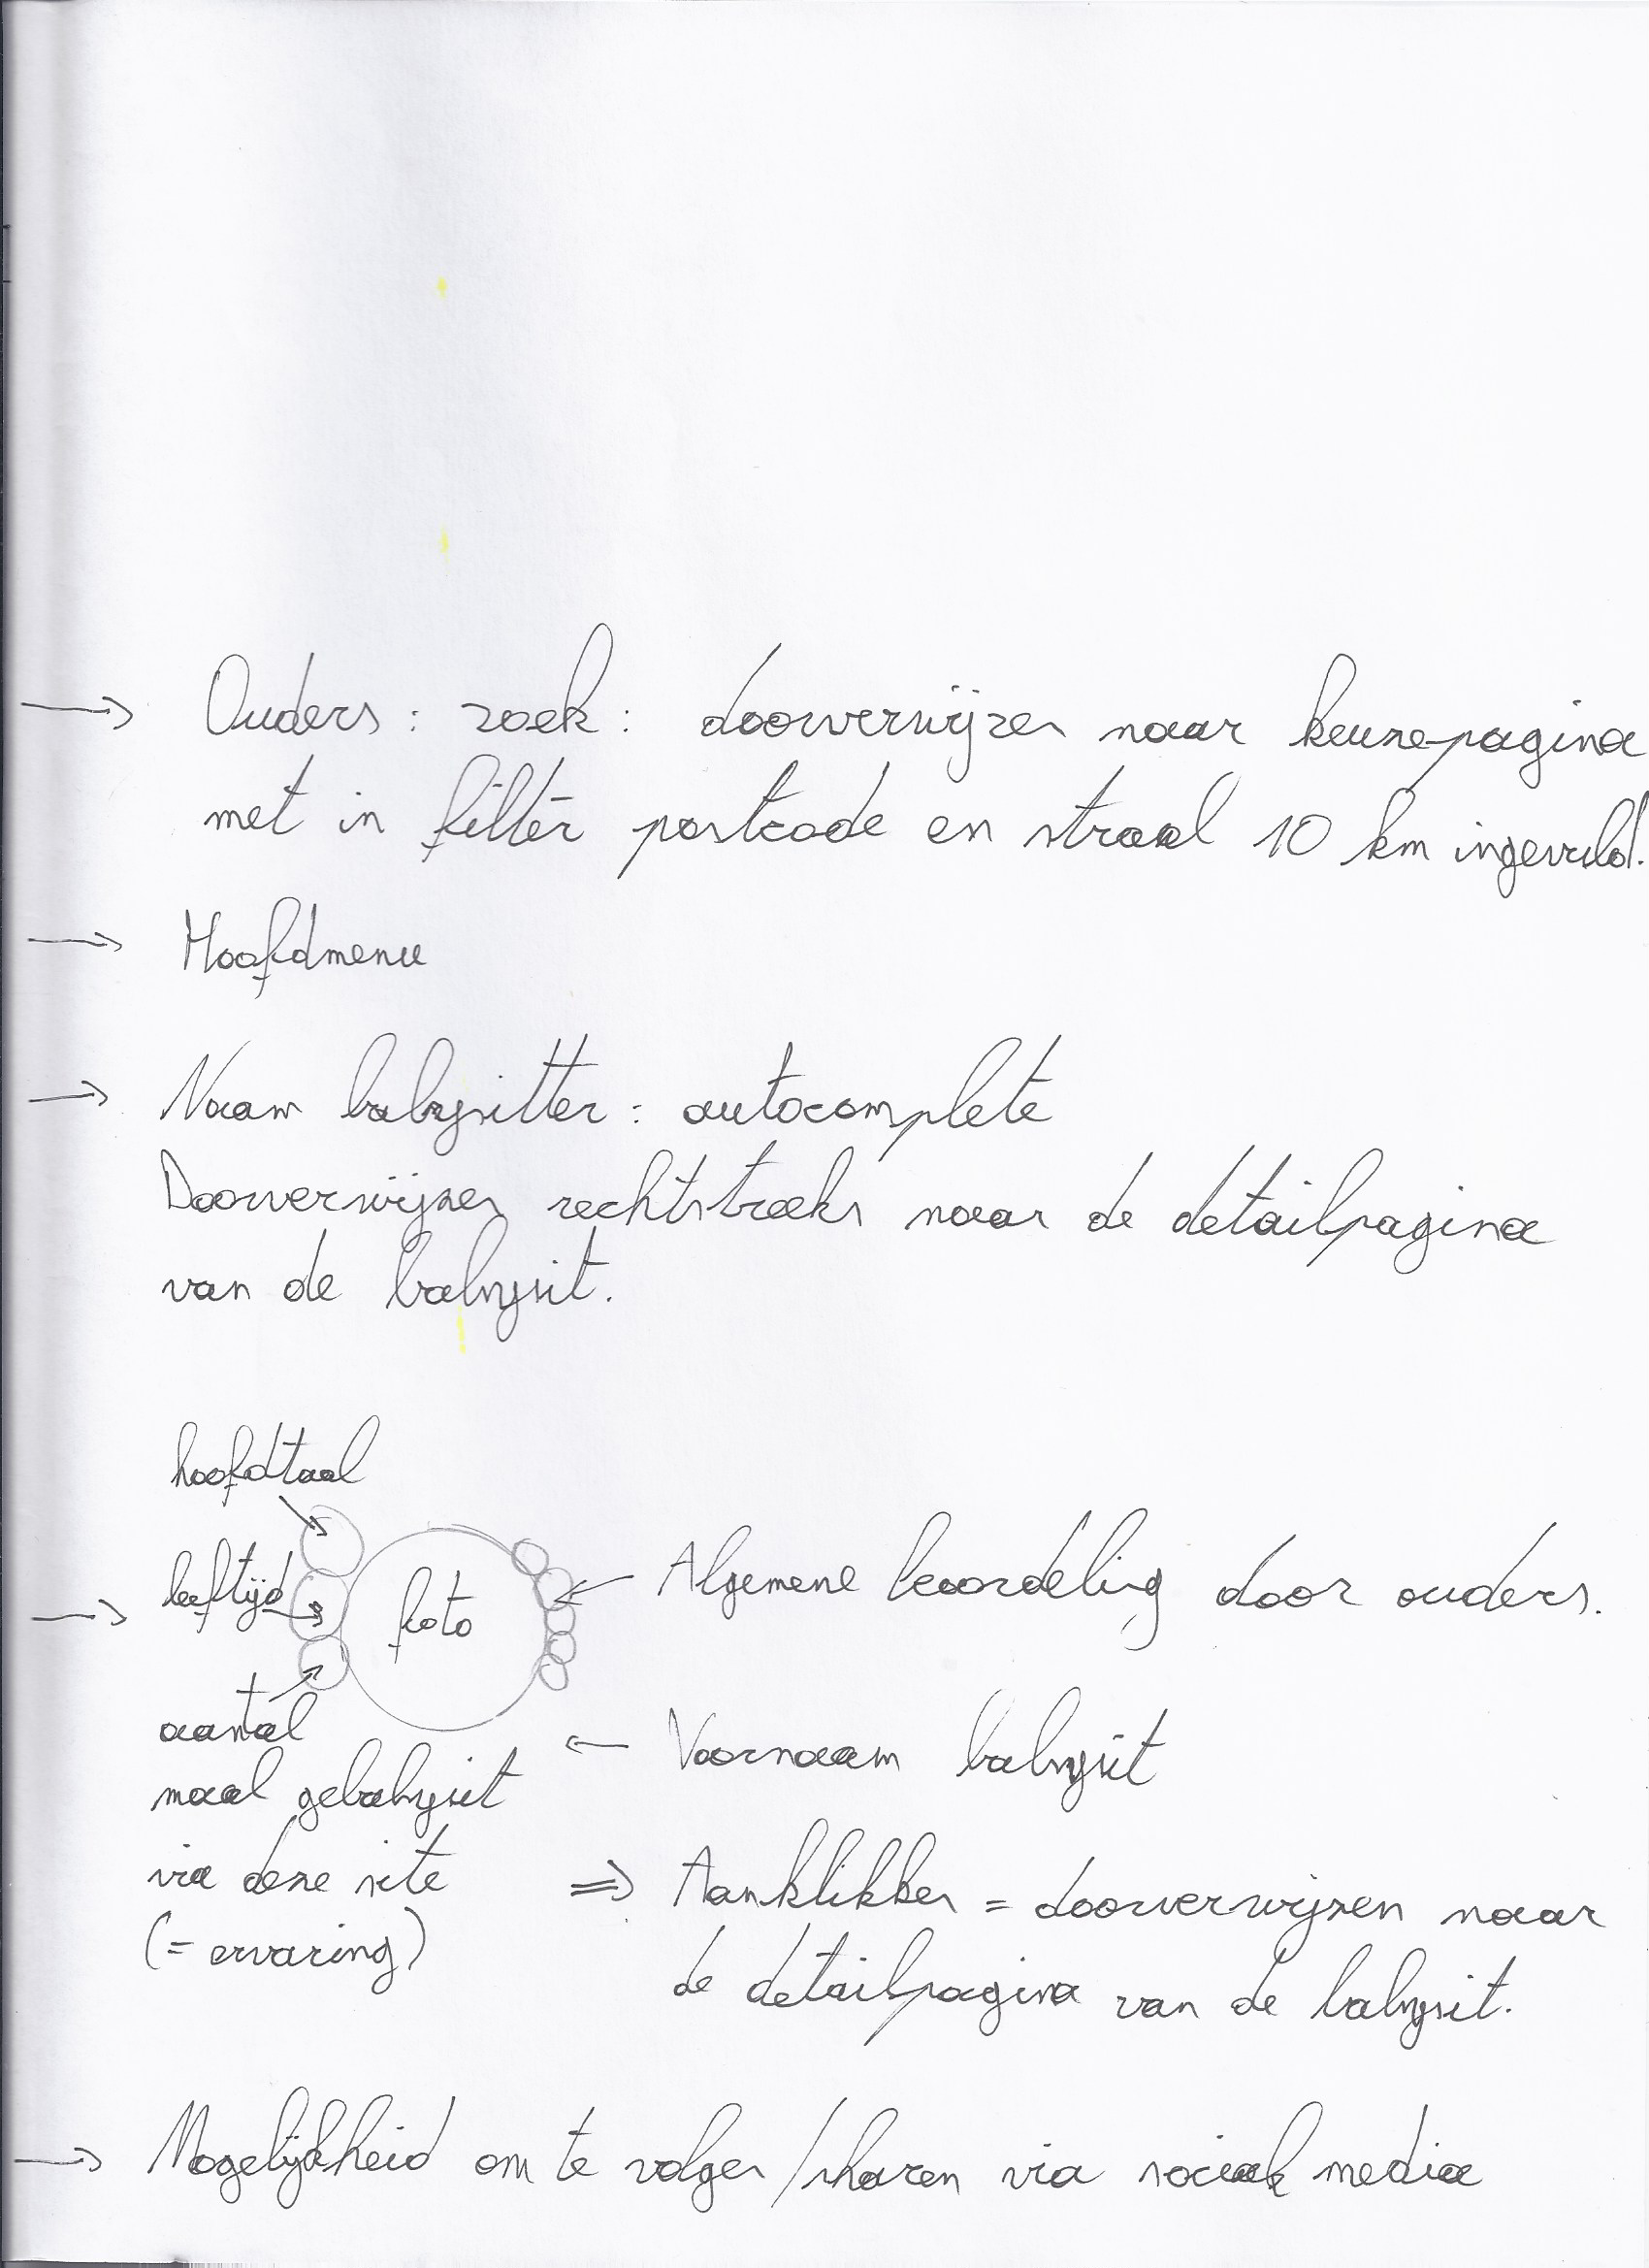 → Ouders : zoek : doorverwijzen naar keuze-pagina
met in filter postcode en straal 10 km ingevuld.
→ Hoofdmenu
→ Naam babysitter : autocomplete
Doorverwijzen rechtstreeks naar de detailpagina
van de babysit.
hoofdtaal
→ leeftijd
foto
← Algemene beoordeling door ouders.
aantal
maal gebabysit
via deze site
(= ervaring)
← Voornaam babysit
⇒ Aanklikken = doorverwijzen naar
de detailpagina van de babysit.
→ Mogelijkheid om te volgen/sharen via sociale media